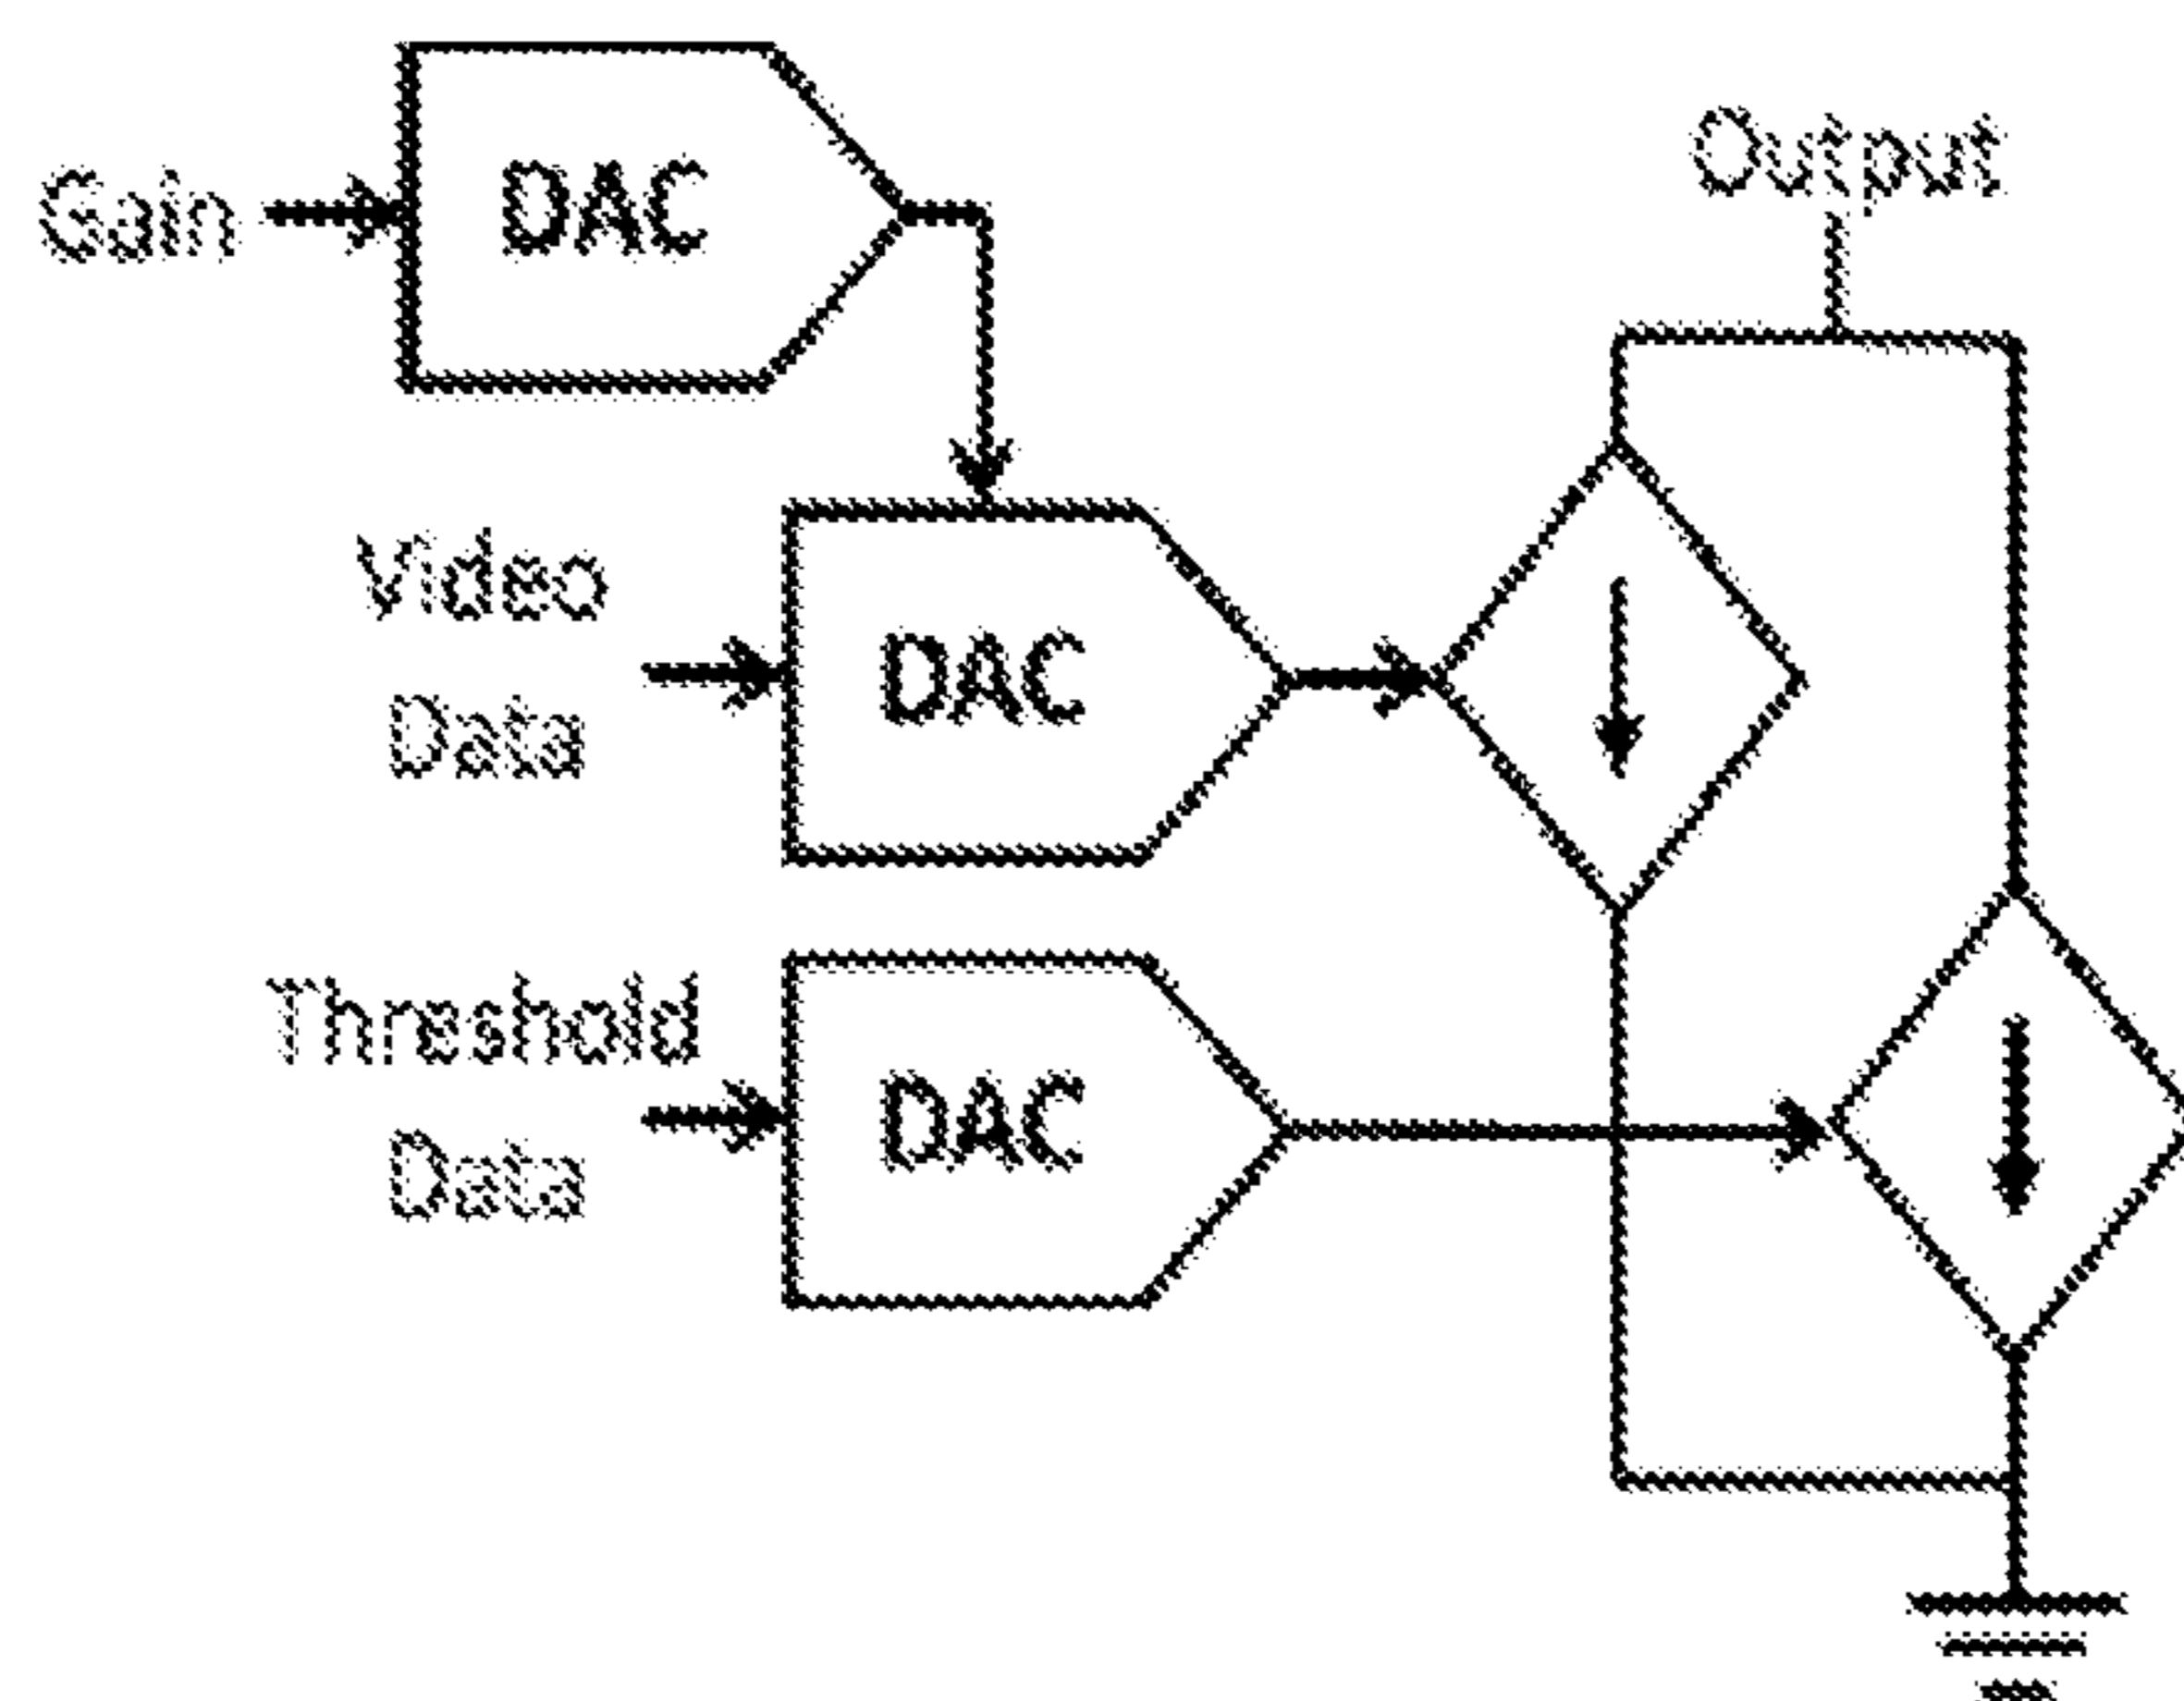 Gain
DAC
Output
Video
Data
DAC
Threshold
Data
DAC